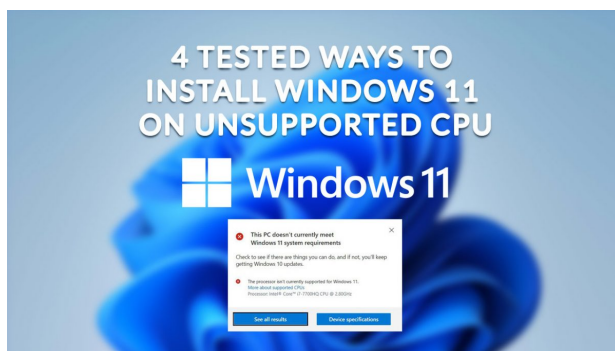 4 TESTED WAYS TO
INSTALL WINDOWS 11
ON UNSUPPORTED CPU
Windows 11
This PC doesn't currently meet
Windows 11 system requirements
Check to see if there are things you can do, and if not, you'll keep
getting Windows 10 updates.
The processor isn't currently supported for Windows 11.
More about supported CPUs
Processor: Intel® Core™ i7-7700HQ CPU @ 2.80GHz
See all results
Device specifications